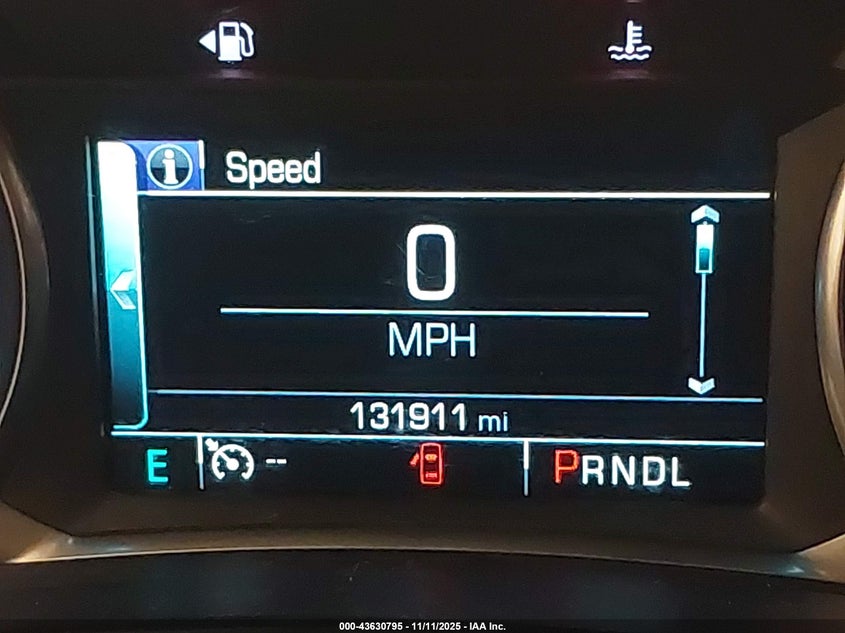 Speed
0
MPH
131911 mi
E -- PRNDL
000-43630795 - 11/11/2025 - IAA Inc.